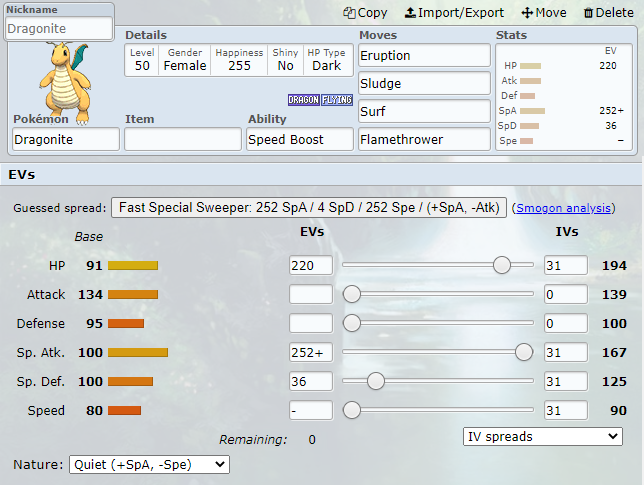 Nickname
Dragonite
Copy Import/Export Move Delete
Details
Level Gender Happiness Shiny HP Type
50 Female 255 No Dark
DRAGON FLYING
Pokémon Item Ability
Dragonite Speed Boost
Moves
Eruption
Sludge
Surf
Flamethrower
Stats
EV
HP 220
Atk
Def
SpA 252+
SpD 36
Spe –
EVs
Guessed spread: Fast Special Sweeper: 252 SpA / 4 SpD / 252 Spe / (+SpA, -Atk) (Smogon analysis)
Base EVs IVs
HP 91 220 31 194
Attack 134 0 139
Defense 95 0 100
Sp. Atk. 100 252+ 31 167
Sp. Def. 100 36 31 125
Speed 80 - 31 90
Remaining: 0 IV spreads
Nature: Quiet (+SpA, -Spe)